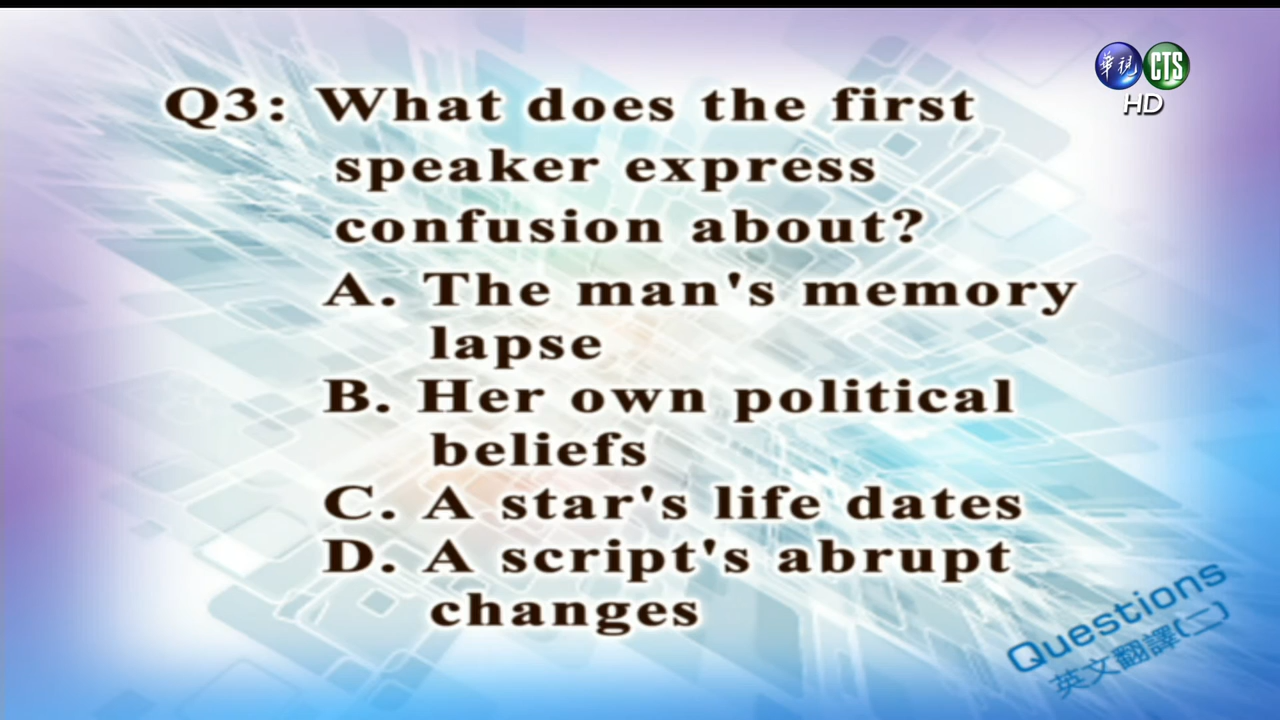 華視 CTS
HD
Q3: What does the first
speaker express
confusion about?
A. The man's memory
lapse
B. Her own political
beliefs
C. A star's life dates
D. A script's abrupt
changes
Questions
英文翻譯(二)